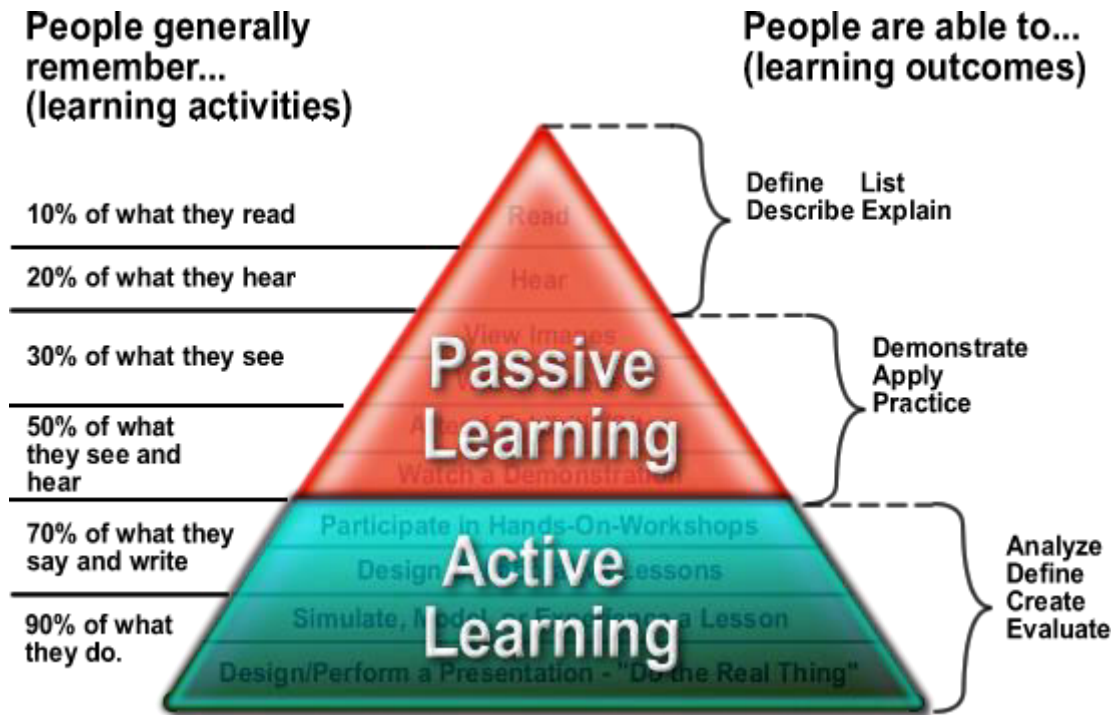 People generally
remember...
(learning activities)
People are able to...
(learning outcomes)
10% of what they read
20% of what they hear
30% of what they see
50% of what
they see and
hear
70% of what they
say and write
90% of what
they do.
Read
Hear
View Images
Watch a Demonstration
Passive
Learning
Participate in Hands-On-Workshops
Design Lessons
Simulate, Model, or Experience a Lesson
Design/Perform a Presentation - "Do the Real Thing"
Active
Learning
Define List
Describe Explain
Demonstrate
Apply
Practice
Analyze
Define
Create
Evaluate